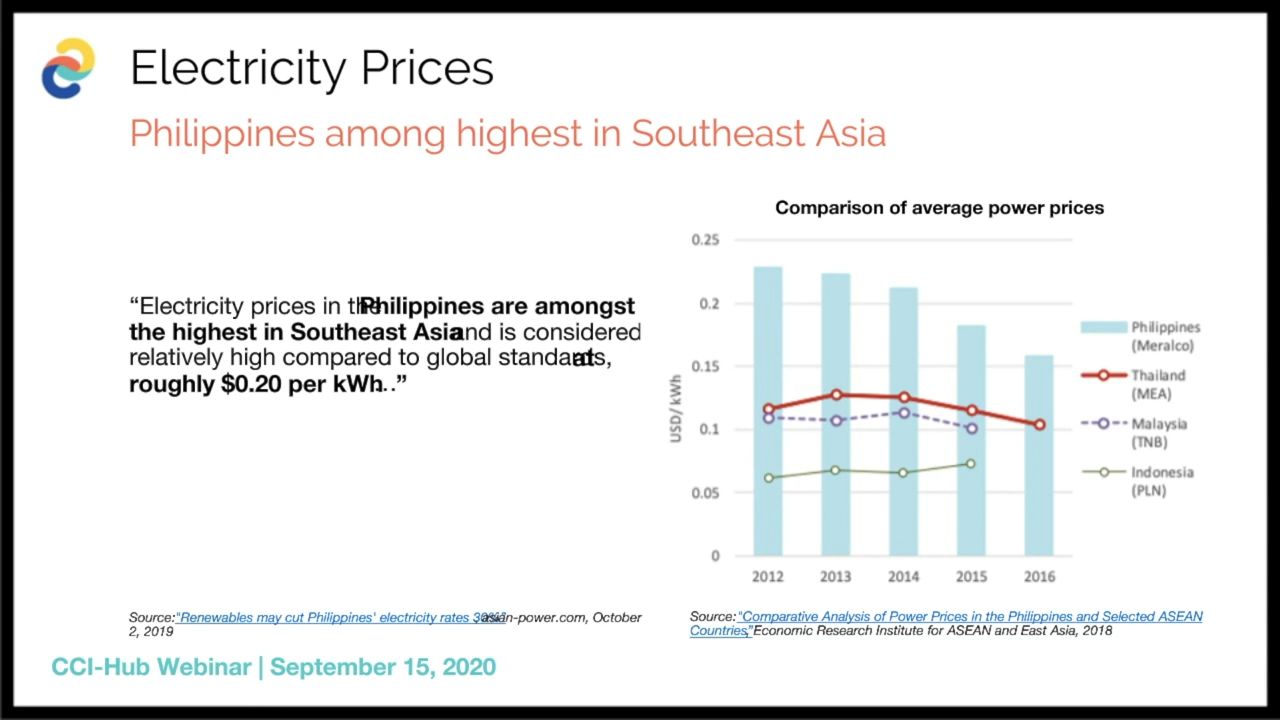 Electricity Prices
Philippines among highest in Southeast Asia
“Electricity prices in the Philippines are amongst
the highest in Southeast Asia and is considered
relatively high compared to global standards, at
roughly $0.20 per kWh…”
Comparison of average power prices
0.25
0.2
0.15
0.1
0.05
0
USD/ kWh
2012 2013 2014 2015 2016
Philippines
(Meralco)
Thailand
(MEA)
Malaysia
(TNB)
Indonesia
(PLN)
Source: "Renewables may cut Philippines' electricity rates 30%", asian-power.com, October
2, 2019
Source: "Comparative Analysis of Power Prices in the Philippines and Selected ASEAN
Countries," Economic Research Institute for ASEAN and East Asia, 2018
CCI-Hub Webinar | September 15, 2020